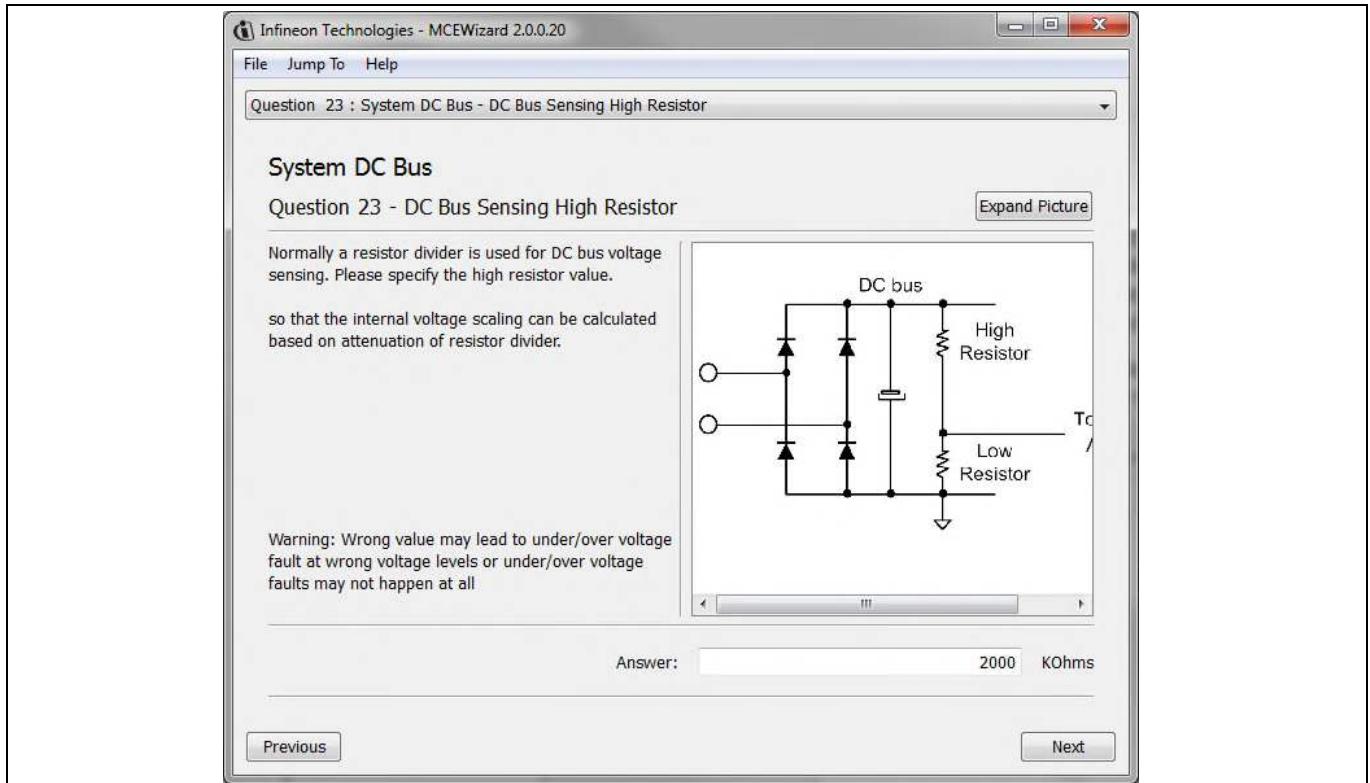 Infineon Technologies - MCEWizard 2.0.0.20
File Jump To Help
Question 23 : System DC Bus - DC Bus Sensing High Resistor
System DC Bus
Question 23 - DC Bus Sensing High Resistor
Expand Picture
Normally a resistor divider is used for DC bus voltage
sensing. Please specify the high resistor value.
so that the internal voltage scaling can be calculated
based on attenuation of resistor divider.
Warning: Wrong value may lead to under/over voltage
fault at wrong voltage levels or under/over voltage
faults may not happen at all
DC bus
High
Resistor
Low
Resistor
Answer: 2000 KOhms
Previous
Next